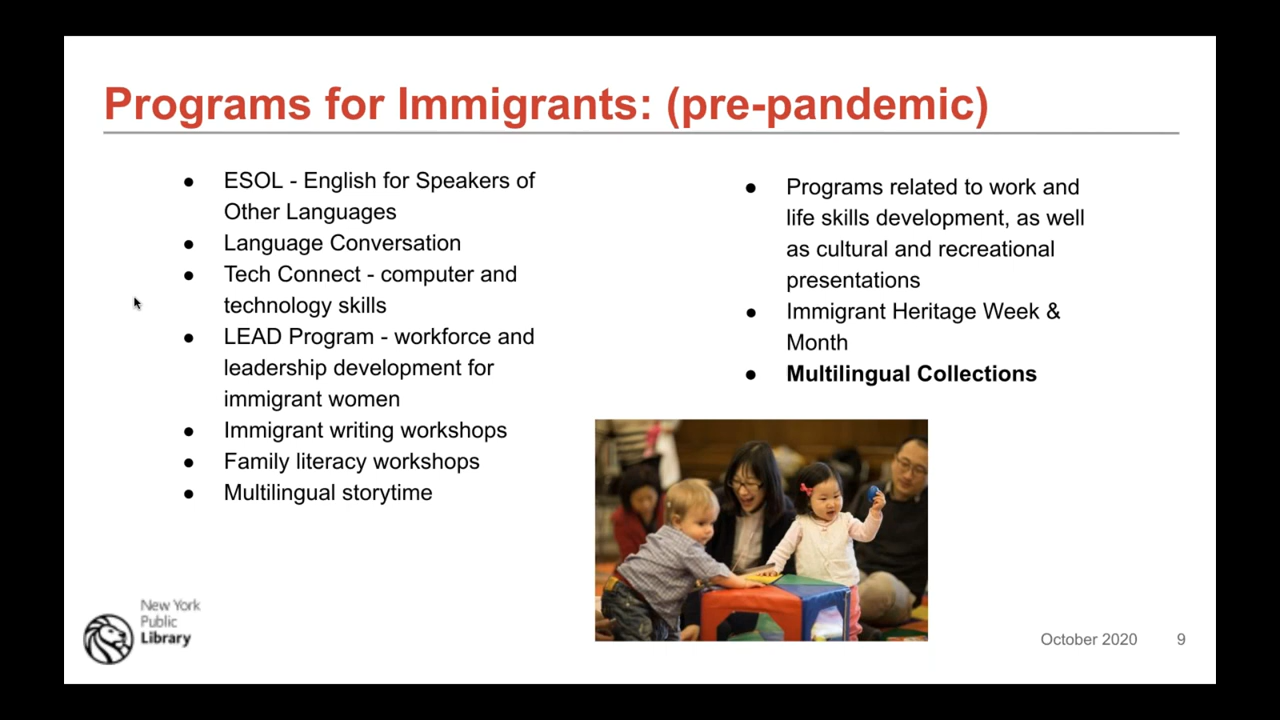 Programs for Immigrants: (pre-pandemic)
● ESOL - English for Speakers of
Other Languages
● Language Conversation
● Tech Connect - computer and
technology skills
● LEAD Program - workforce and
leadership development for
immigrant women
● Immigrant writing workshops
● Family literacy workshops
● Multilingual storytime
● Programs related to work and
life skills development, as well
as cultural and recreational
presentations
● Immigrant Heritage Week &
Month
● Multilingual Collections
New York
Public
Library
October 2020
9